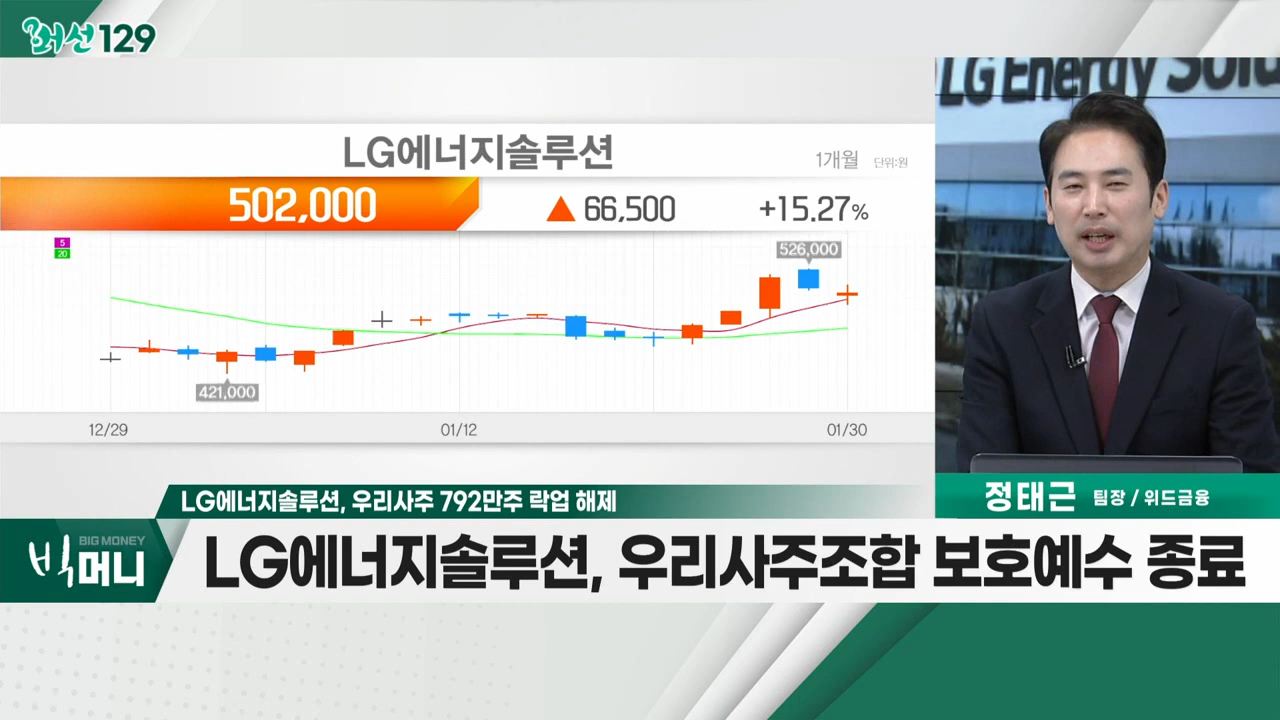 최선129
LG Energy Solu
LG에너지솔루션
1개월 단위:원
502,000 ▲ 66,500 +15.27%
5
20
526,000
421,000
12/29 01/12 01/30
정태근 팀장 / 위드금융
LG에너지솔루션, 우리사주 792만주 락업 해제
BIG MONEY
빅머니
LG에너지솔루션, 우리사주조합 보호예수 종료